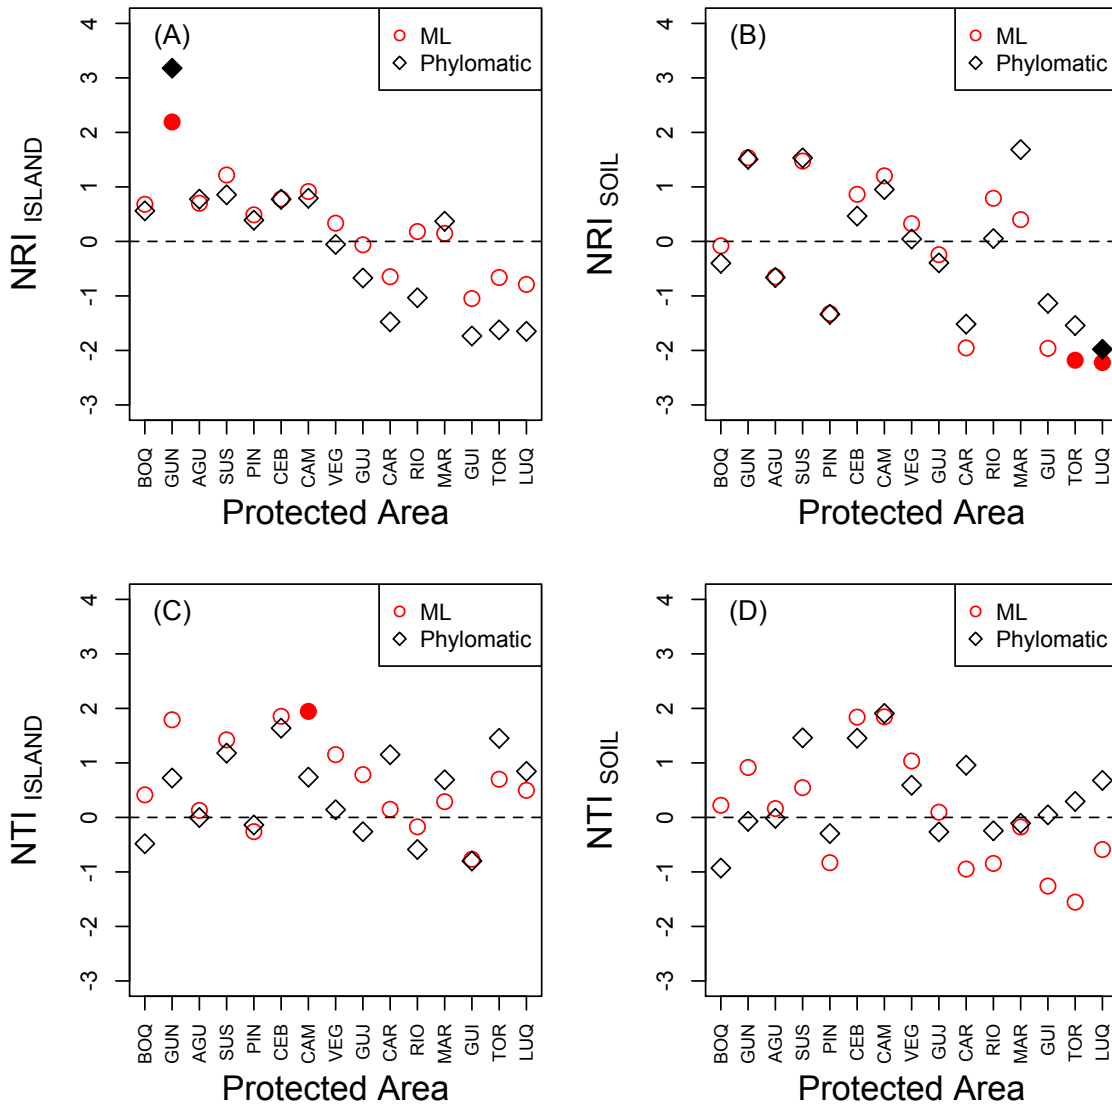 (A)
ML
Phylomatic
4
3
2
1
0
-1
-2
-3
NRI ISLAND
BOQ GUN AGU SUS PIN CEB CAM VEG GUJ CAR RIO MAR GUI TOR LUQ
Protected Area
(B)
ML
Phylomatic
4
3
2
1
0
-1
-2
-3
NRI SOIL
BOQ GUN AGU SUS PIN CEB CAM VEG GUJ CAR RIO MAR GUI TOR LUQ
Protected Area
(C)
ML
Phylomatic
4
3
2
1
0
-1
-2
-3
NTI ISLAND
BOQ GUN AGU SUS PIN CEB CAM VEG GUJ CAR RIO MAR GUI TOR LUQ
Protected Area
(D)
ML
Phylomatic
4
3
2
1
0
-1
-2
-3
NTI SOIL
BOQ GUN AGU SUS PIN CEB CAM VEG GUJ CAR RIO MAR GUI TOR LUQ
Protected Area